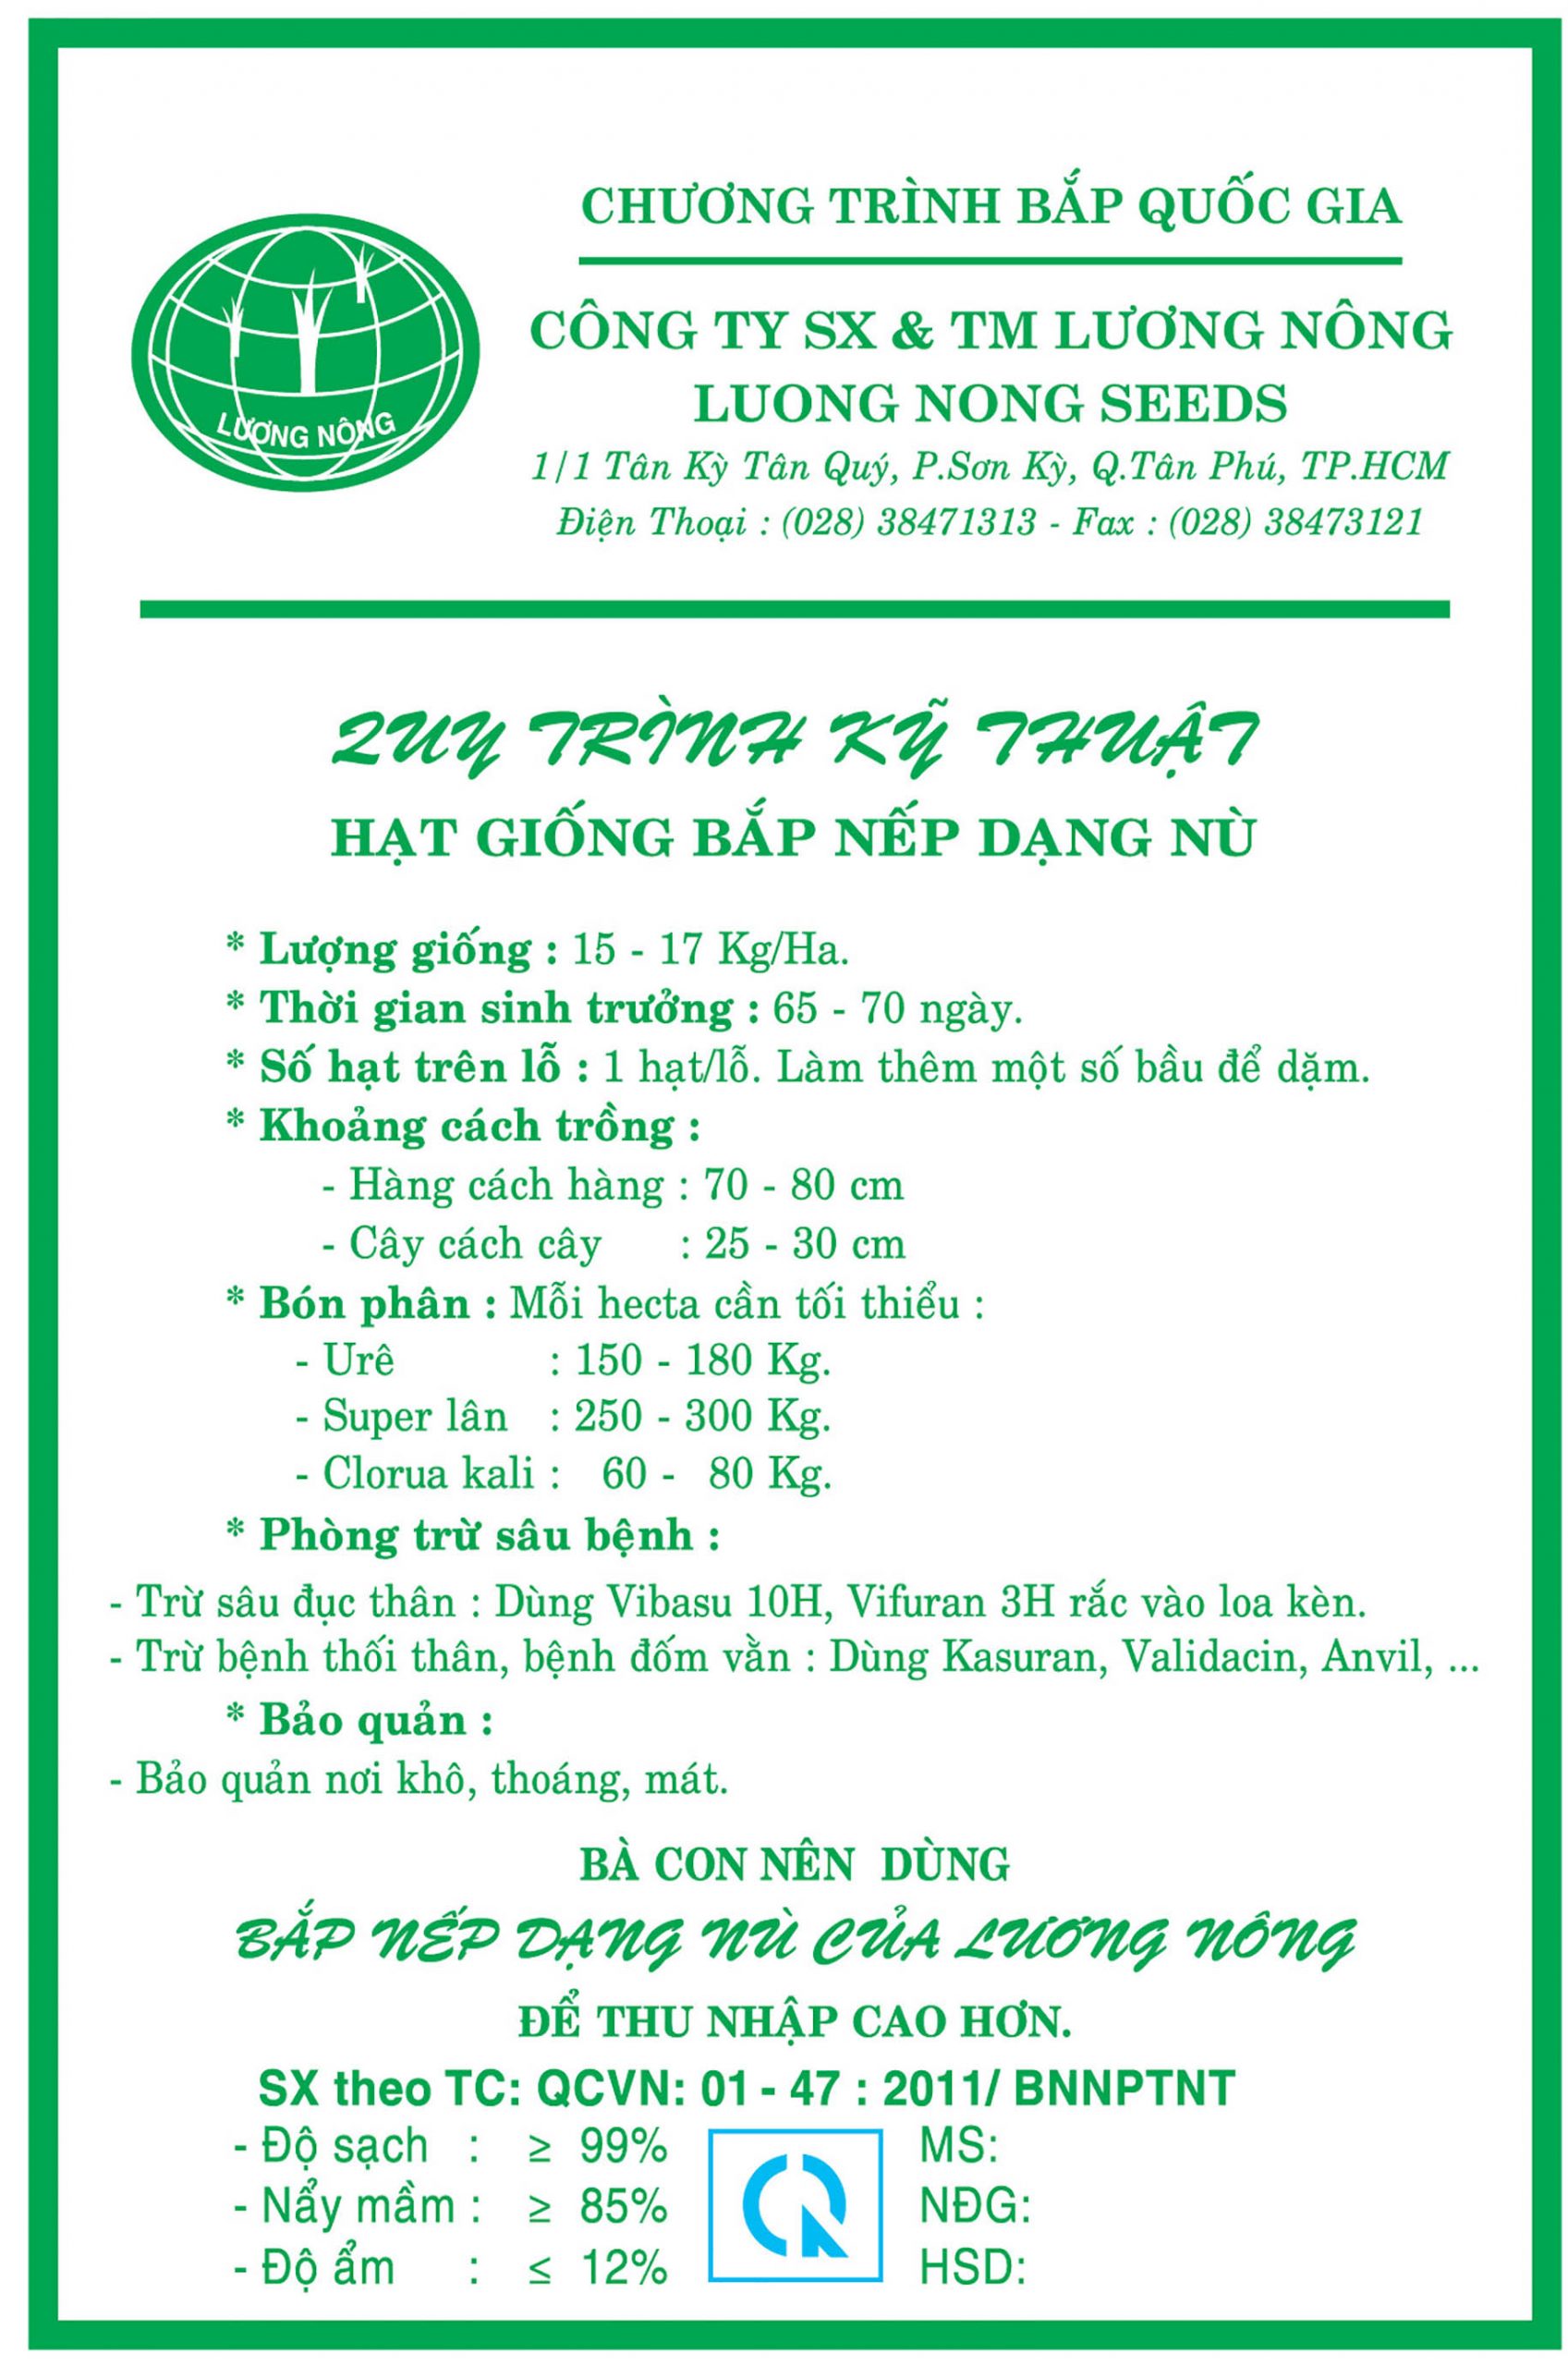 CHƯƠNG TRÌNH BẮP QUỐC GIA
LƯƠNG NÔNG
CÔNG TY SX & TM LƯƠNG NÔNG
LUONG NONG SEEDS
1/1 Tân Kỳ Tân Quý, P.Sơn Kỳ, Q.Tân Phú, TP.HCM
Điện Thoại : (028) 38471313 - Fax : (028) 38473121
QUY TRÌNH KỸ THUẬT
HẠT GIỐNG BẮP NẾP DẠNG NÙ
* Lượng giống : 15 - 17 Kg/Ha.
* Thời gian sinh trưởng : 65 - 70 ngày.
* Số hạt trên lỗ : 1 hạt/lỗ. Làm thêm một số bầu để dặm.
* Khoảng cách trồng :
- Hàng cách hàng : 70 - 80 cm
- Cây cách cây : 25 - 30 cm
* Bón phân : Mỗi hecta cần tối thiểu :
- Urê : 150 - 180 Kg.
- Super lân : 250 - 300 Kg.
- Clorua kali : 60 - 80 Kg.
* Phòng trừ sâu bệnh :
- Trừ sâu đục thân : Dùng Vibasu 10H, Vifuran 3H rắc vào loa kèn.
- Trừ bệnh thối thân, bệnh đốm vằn : Dùng Kasuran, Validacin, Anvil, ...
* Bảo quản :
- Bảo quản nơi khô, thoáng, mát.
BÀ CON NÊN DÙNG
BẮP NẾP DẠNG NÙ CỦA LƯƠNG NÔNG
ĐỂ THU NHẬP CAO HƠN.
SX theo TC: QCVN: 01 - 47 : 2011/ BNNPTNT
- Độ sạch : ≥ 99% MS:
- Nẩy mầm : ≥ 85% NĐG:
- Độ ẩm : ≤ 12% HSD: